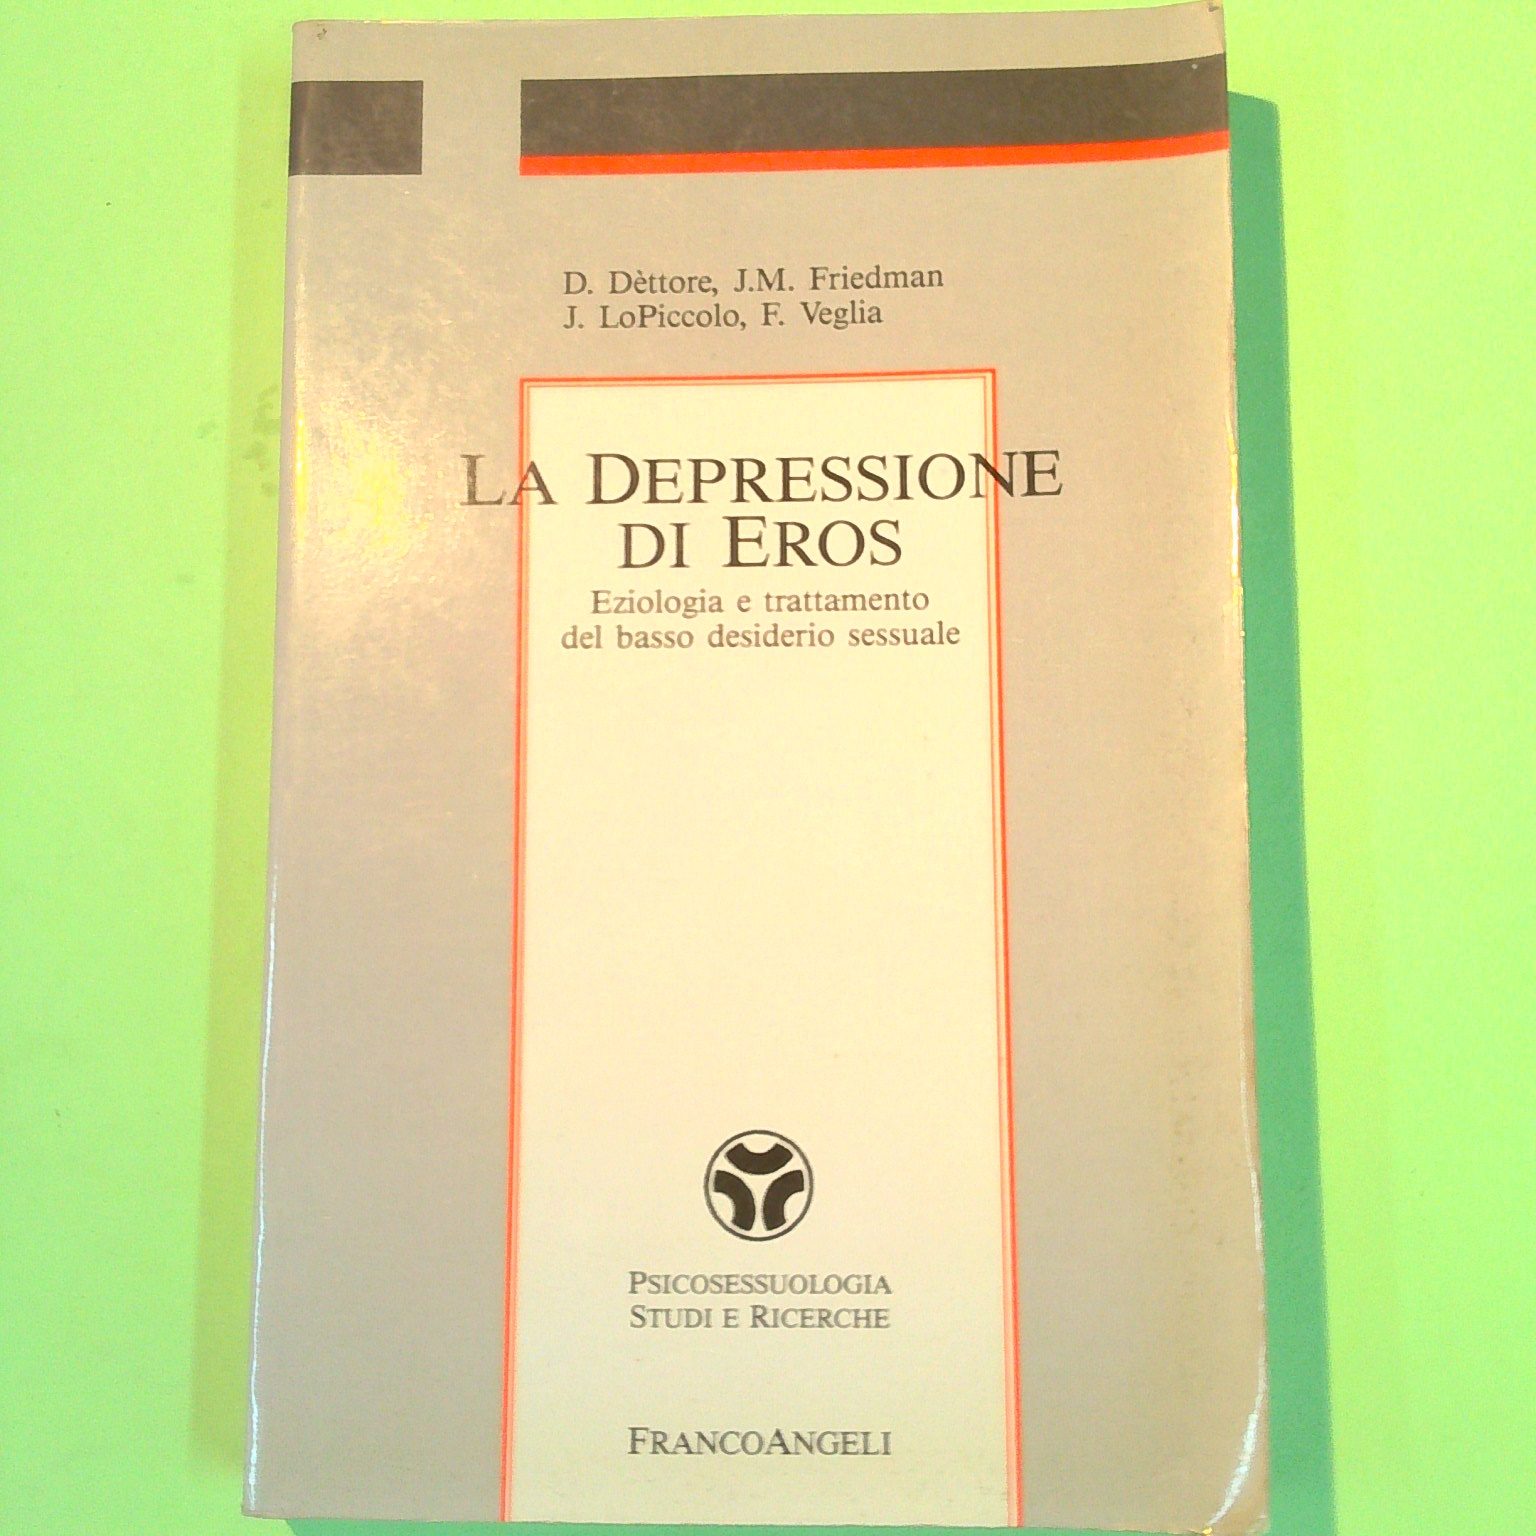 D. Dèttore, J.M. Friedman
J. LoPiccolo, F. Veglia
LA DEPRESSIONE
DI EROS
Eziologia e trattamento
del basso desiderio sessuale
PSICOSESSUOLOGIA
STUDI E RICERCHE
FRANCOANGELI